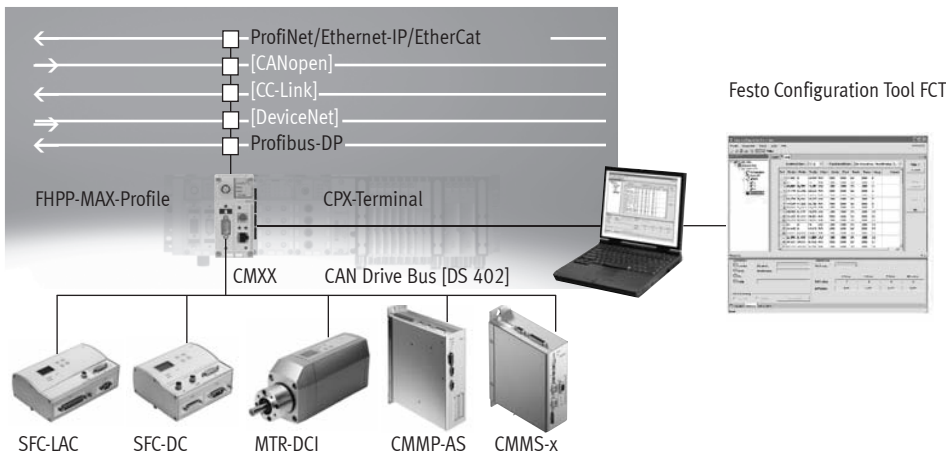 ProfiNet/Ethernet-IP/EtherCat
[CANopen]
[CC-Link]
[DeviceNet]
Profibus-DP
Festo Configuration Tool FCT
FHPP-MAX-Profile
CPX-Terminal
CMXX
CAN Drive Bus [DS 402]
SFC-LAC
SFC-DC
MTR-DCI
CMMP-AS
CMMS-x